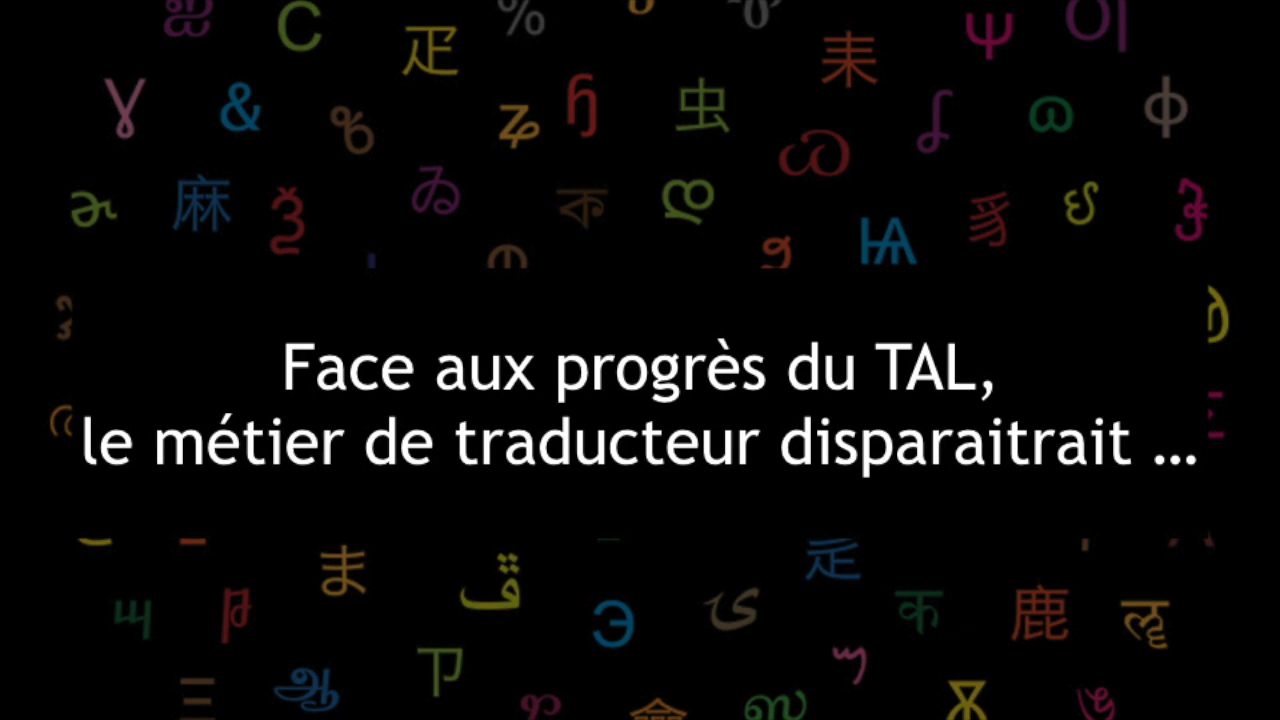 Face aux progrès du TAL,
le métier de traducteur disparaitrait ...